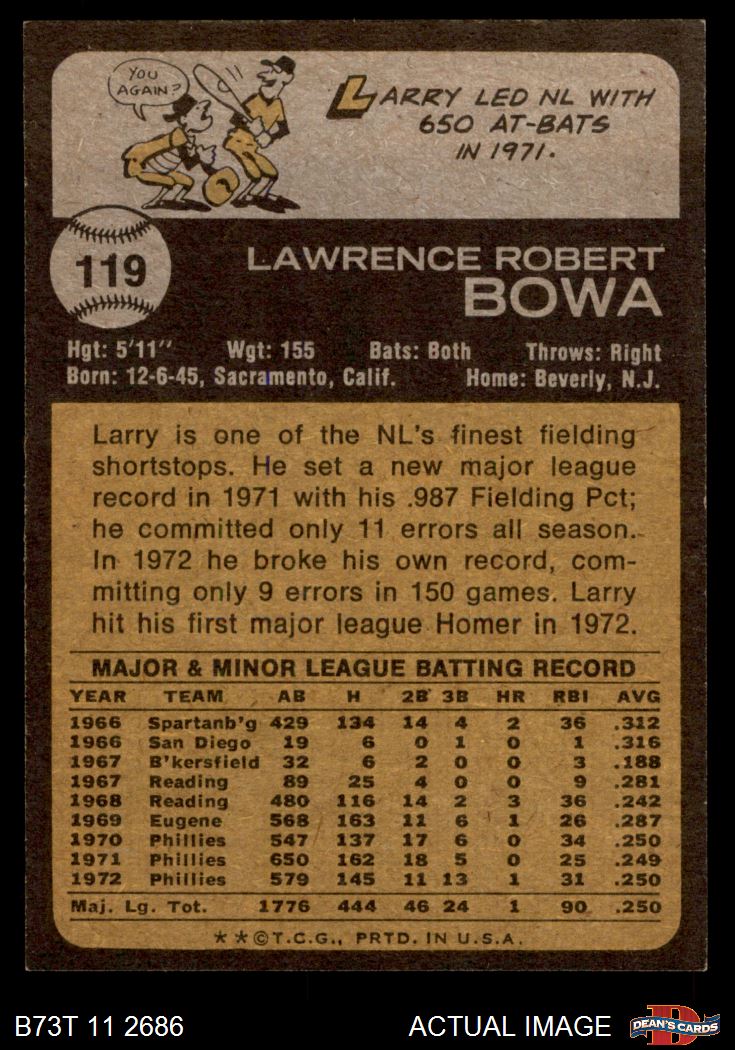 YOU
AGAIN?
LARRY LED NL WITH
650 AT-BATS
IN 1971.
119
LAWRENCE ROBERT
BOWA
Hgt: 5'11" Wgt: 155 Bats: Both Throws: Right
Born: 12-6-45, Sacramento, Calif. Home: Beverly, N.J.
Larry is one of the NL's finest fielding
shortstops. He set a new major league
record in 1971 with his .987 Fielding Pct;
he committed only 11 errors all season.
In 1972 he broke his own record, com-
mitting only 9 errors in 150 games. Larry
hit his first major league Homer in 1972.
MAJOR & MINOR LEAGUE BATTING RECORD
YEAR TEAM AB H 2B 3B HR RBI AVG
1966 Spartanb'g 429 134 14 4 2 36 .312
1966 San Diego 19 6 0 1 0 1 .316
1967 B'kersfield 32 6 2 0 0 3 .188
1967 Reading 89 25 4 0 0 9 .281
1968 Reading 480 116 14 2 3 36 .242
1969 Eugene 568 163 11 6 1 26 .287
1970 Phillies 547 137 17 6 0 34 .250
1971 Phillies 650 162 18 5 0 25 .249
1972 Phillies 579 145 11 13 1 31 .250
Maj. Lg. Tot. 1776 444 46 24 1 90 .250
★★©T.C.G., PRTD. IN U.S.A.
B73T 11 2686 ACTUAL IMAGE D DEAN'S CARDS